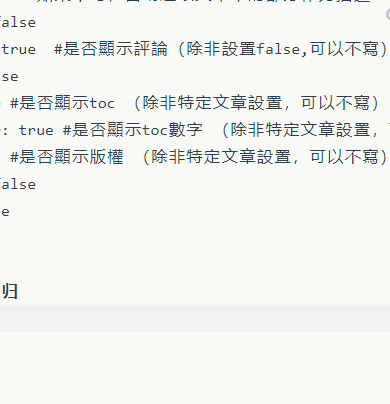 false
true  #是否顯示評論 (除非設置false,可以不寫)
se
#是否顯示toc （除非特定文章設置，可以不寫）
: true #是否顯示toc數字 （除非特定文章設置，
#是否顯示版權 （除非特定文章設置，可以不寫）
false
e
归